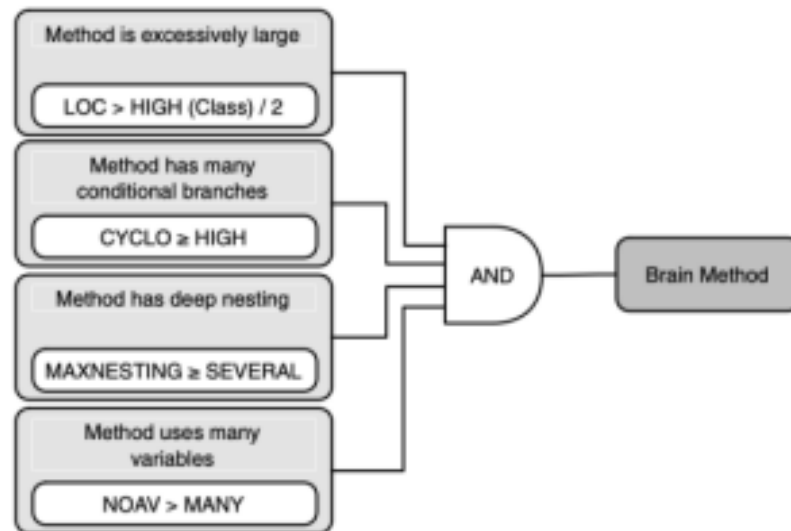 Method is excessively large
LOC > HIGH (Class) / 2
Method has many
conditional branches
CYCLO ≥ HIGH
Method has deep nesting
MAXNESTING ≥ SEVERAL
Method uses many
variables
NOAV > MANY
AND
Brain Method